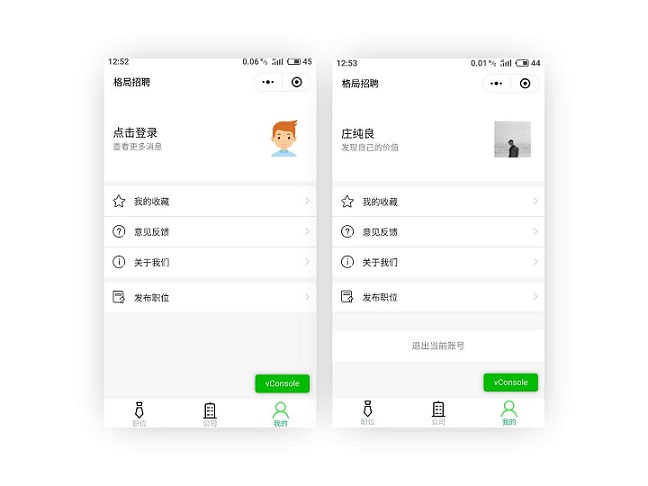 12:52 0.06 K/s 45
格局招聘
点击登录
查看更多消息
我的收藏
意见反馈
关于我们
发布职位
vConsole
职位 公司 我的
12:53 0.01 K/s 44
格局招聘
庄纯良
发现自己的价值
我的收藏
意见反馈
关于我们
发布职位
退出当前账号
vConsole
职位 公司 我的